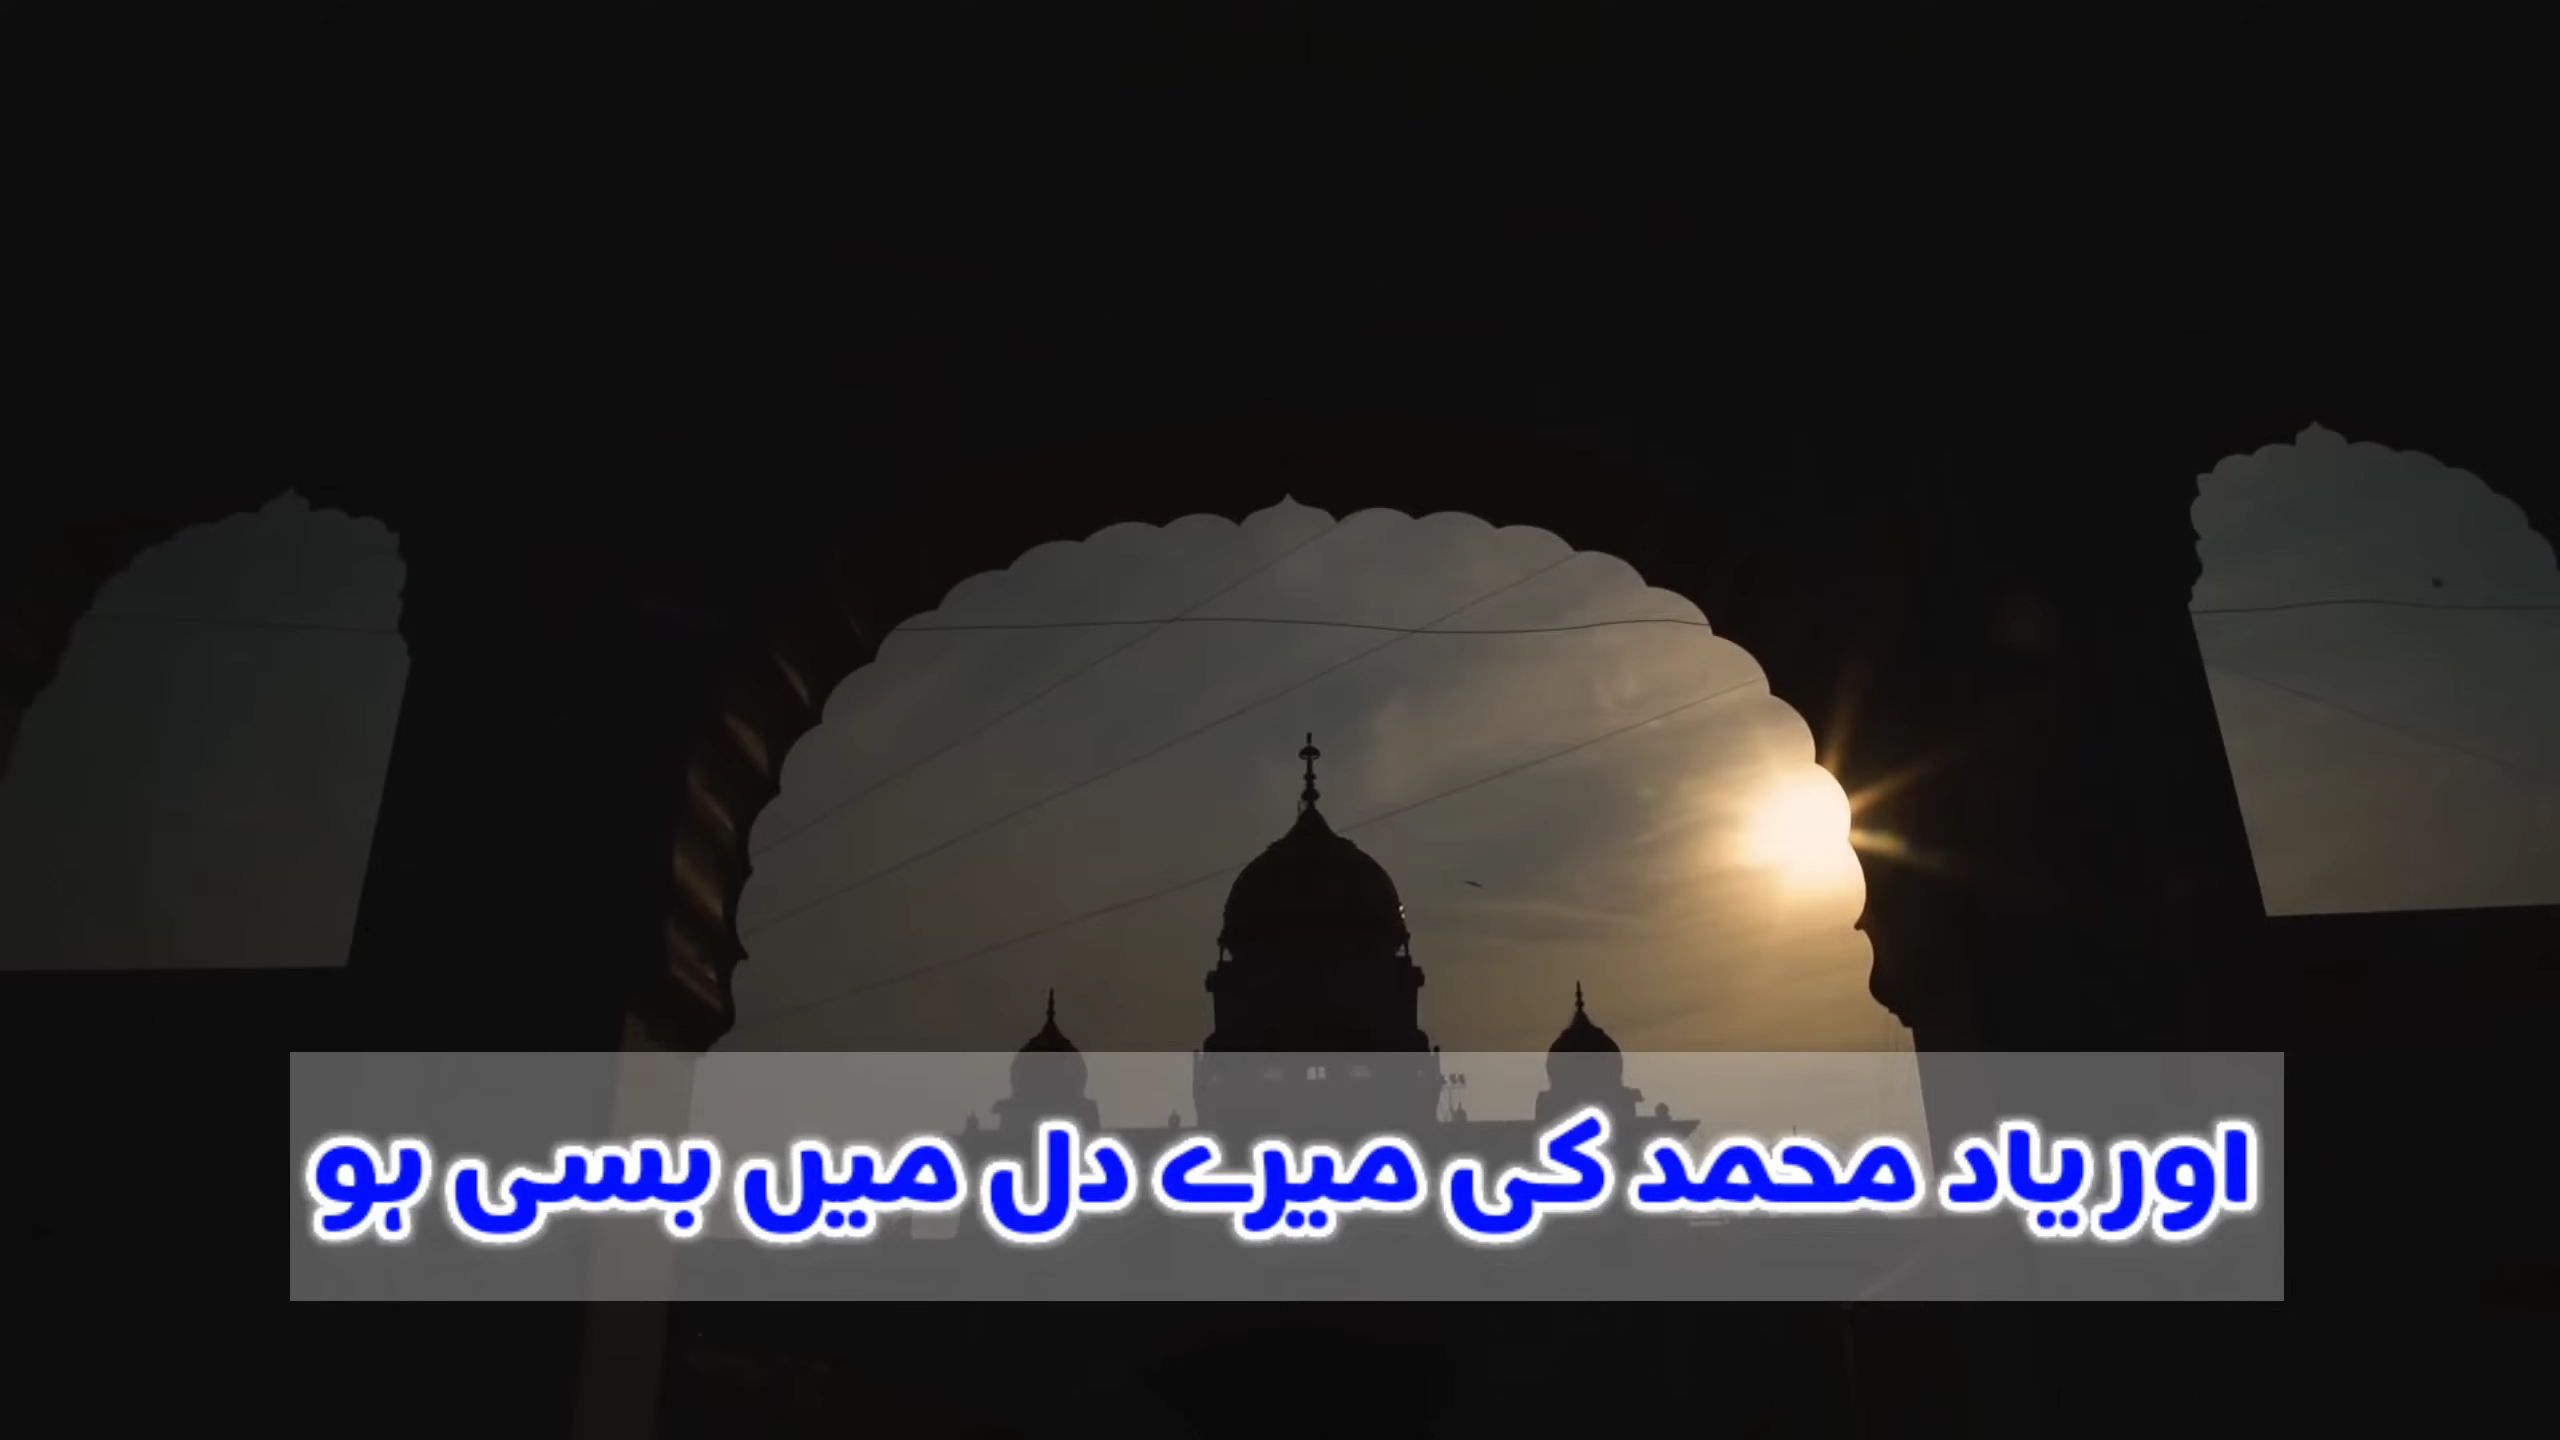 اور یاد محمد کی میرے دل میں بسی ہو